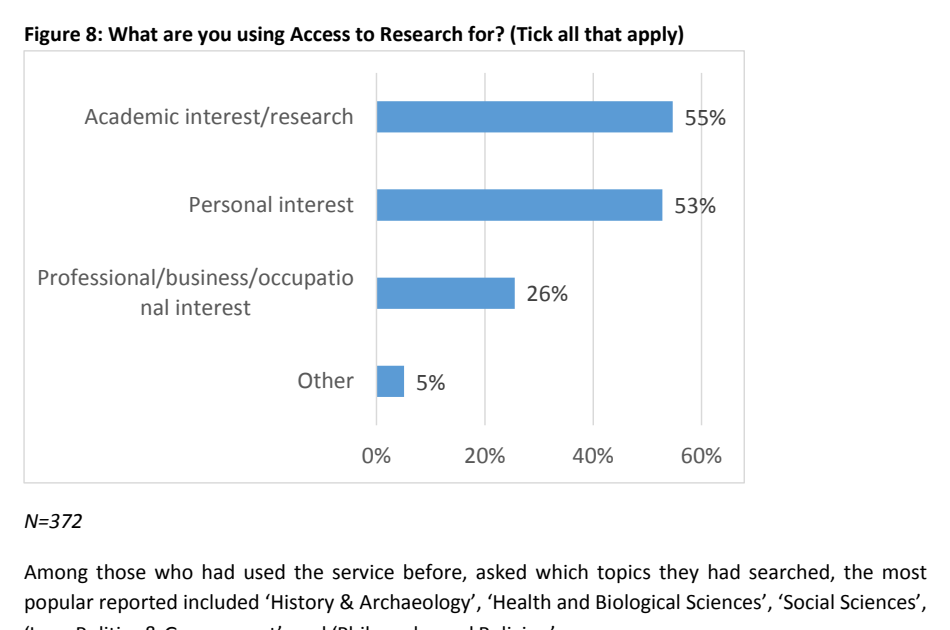 Figure 8: What are you using Access to Research for? (Tick all that apply)
Academic interest/research
55%
Personal interest
53%
Professional/business/occupatio
nal interest
26%
Other
5%
0% 20% 40% 60%
N=372
Among those who had used the service before, asked which topics they had searched, the most
popular reported included ‘History & Archaeology’, ‘Health and Biological Sciences’, ‘Social Sciences’,